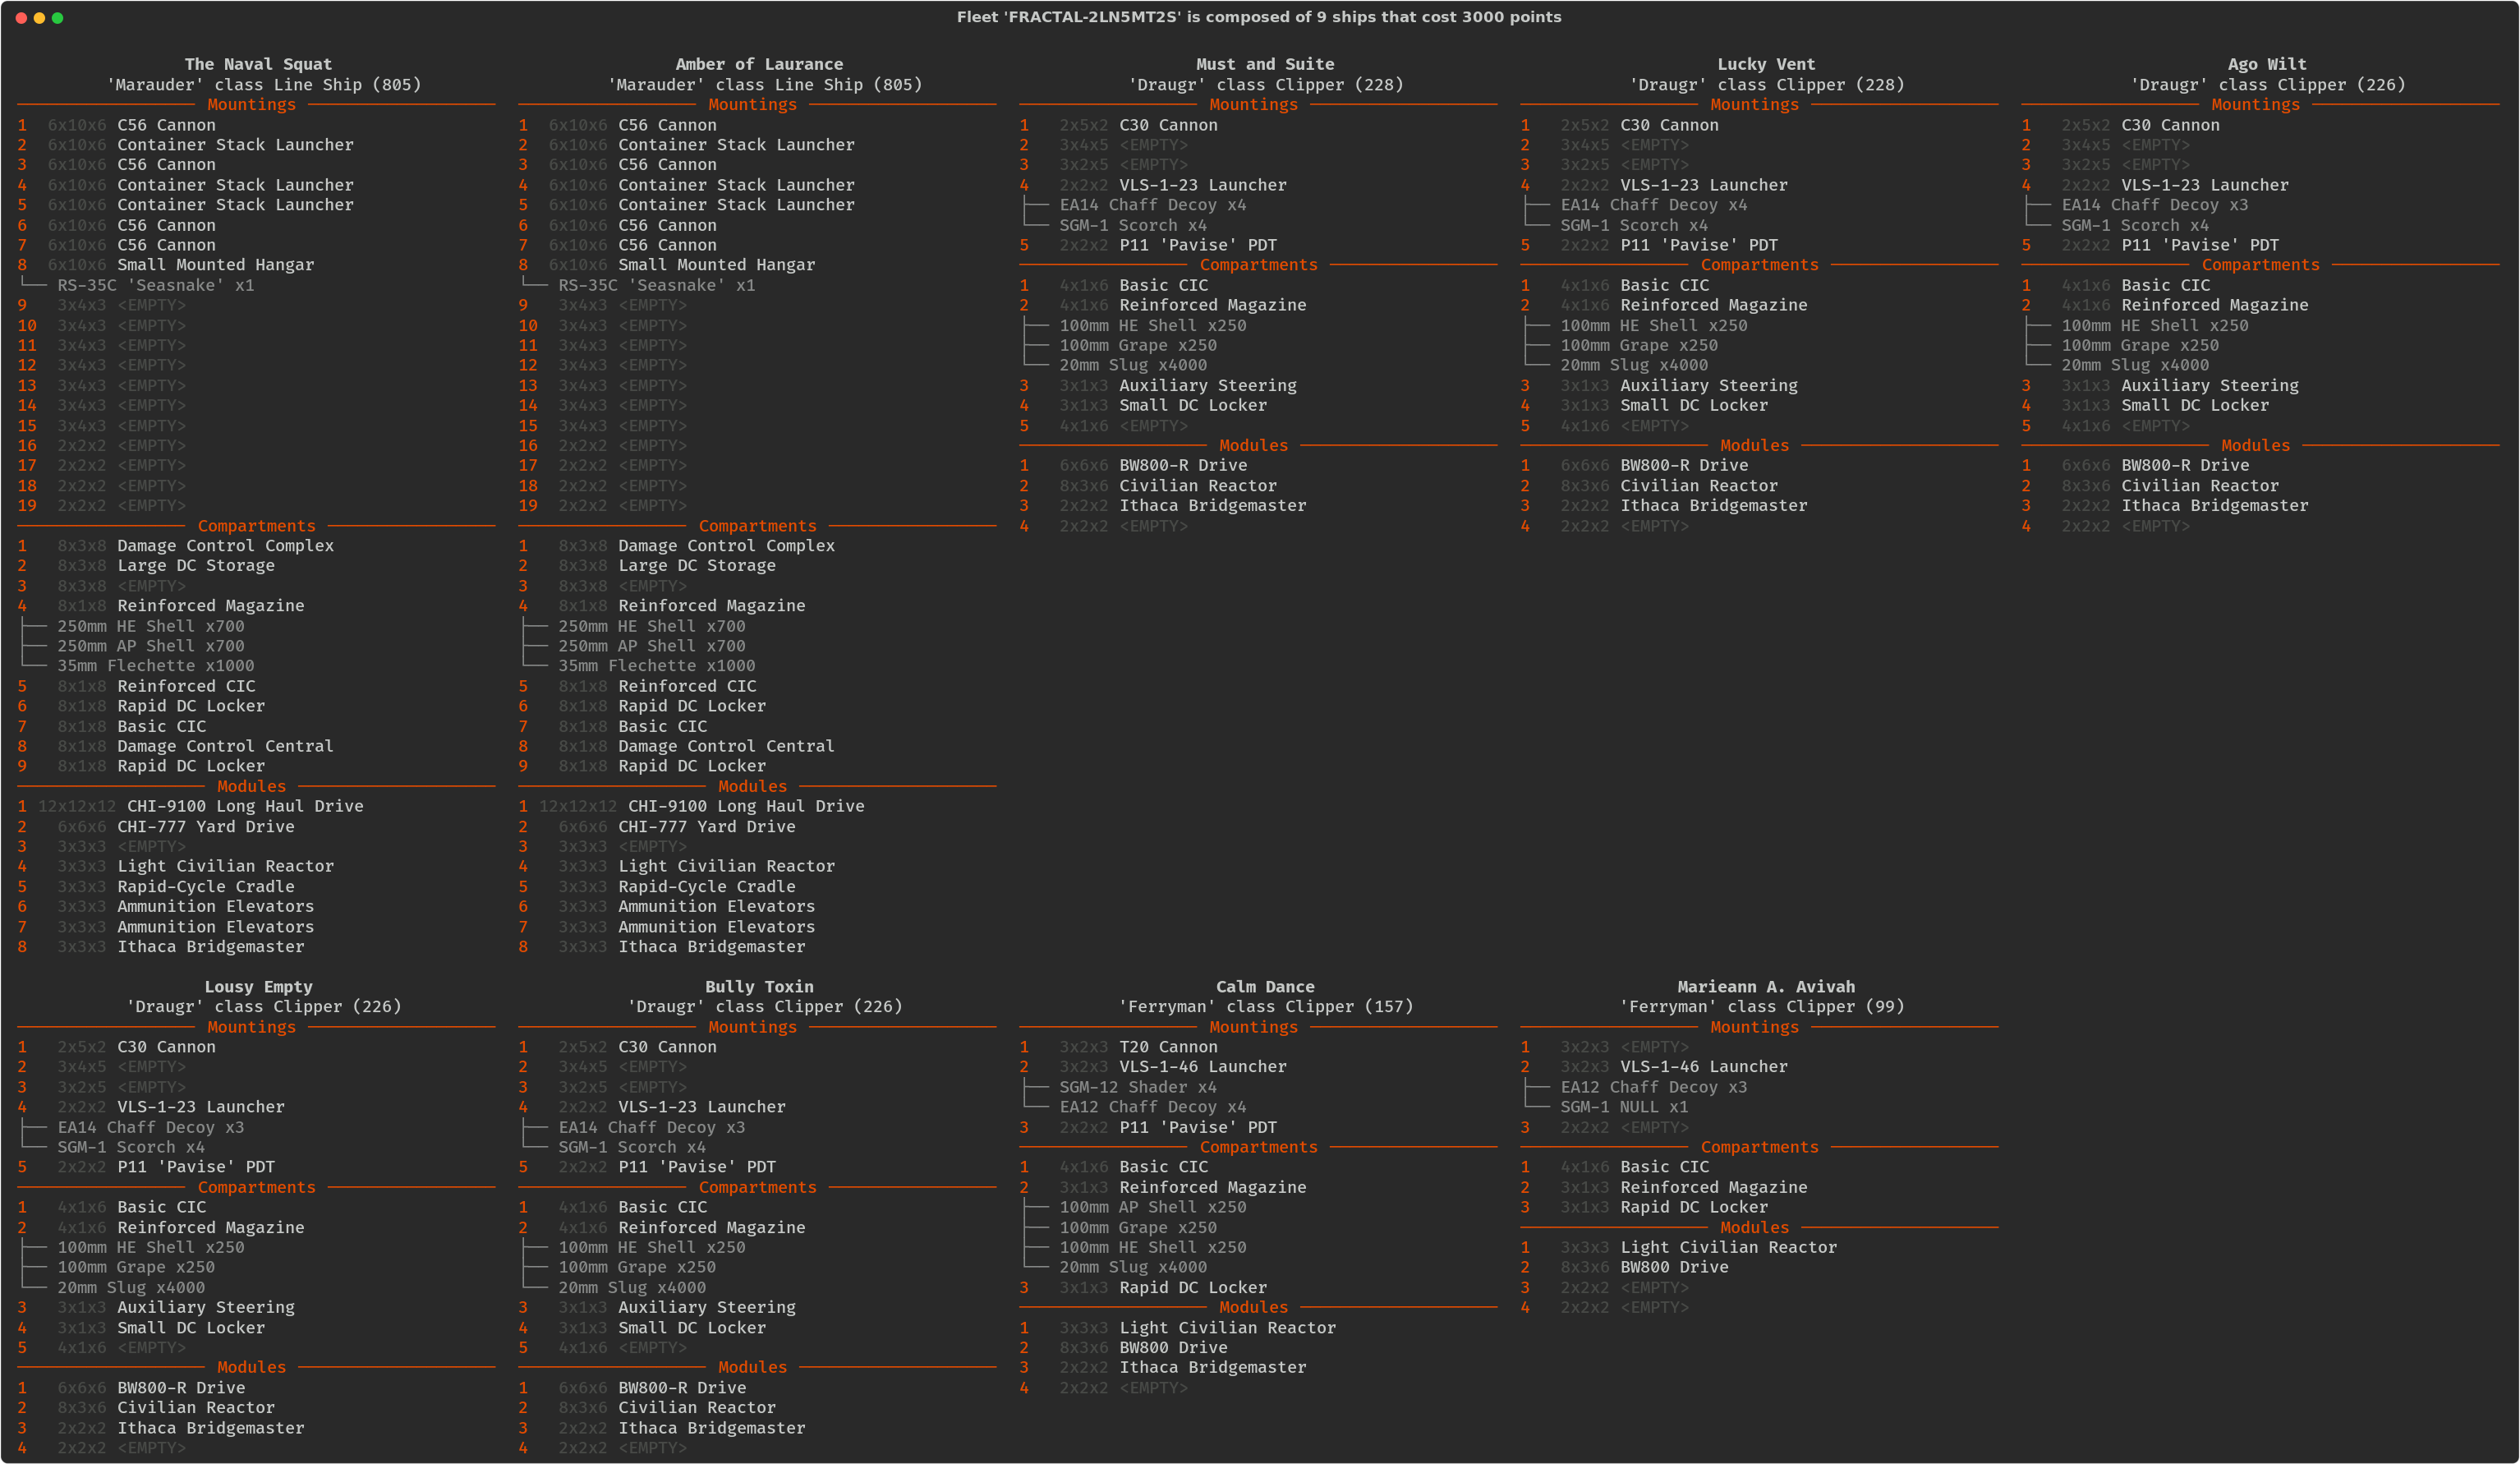 Fleet 'FRACTAL-2LN5MT2S' is composed of 9 ships that cost 3000 points
The Naval Squat
'Marauder' class Line Ship (805)
Mountings
1 6x10x6 C56 Cannon
2 6x10x6 Container Stack Launcher
3 6x10x6 C56 Cannon
4 6x10x6 Container Stack Launcher
5 6x10x6 Container Stack Launcher
6 6x10x6 C56 Cannon
7 6x10x6 C56 Cannon
8 6x10x6 Small Mounted Hangar
RS-35C 'Seasnake' x1
9 3x4x3 <EMPTY>
10 3x4x3 <EMPTY>
11 3x4x3 <EMPTY>
12 3x4x3 <EMPTY>
13 3x4x3 <EMPTY>
14 3x4x3 <EMPTY>
15 3x4x3 <EMPTY>
16 2x2x2 <EMPTY>
17 2x2x2 <EMPTY>
18 2x2x2 <EMPTY>
19 2x2x2 <EMPTY>
Compartments
1 8x3x8 Damage Control Complex
2 8x3x8 Large DC Storage
3 8x3x8 <EMPTY>
4 8x1x8 Reinforced Magazine
250mm HE Shell x700
250mm AP Shell x700
35mm Flechette x1000
5 8x1x8 Reinforced CIC
6 8x1x8 Rapid DC Locker
7 8x1x8 Basic CIC
8 8x1x8 Damage Control Central
9 8x1x8 Rapid DC Locker
Modules
1 12x12x12 CHI-9100 Long Haul Drive
2 6x6x6 CHI-777 Yard Drive
3 3x3x3 <EMPTY>
4 3x3x3 Light Civilian Reactor
5 3x3x3 Rapid-Cycle Cradle
6 3x3x3 Ammunition Elevators
7 3x3x3 Ammunition Elevators
8 3x3x3 Ithaca Bridgemaster
Amber of Laurance
'Marauder' class Line Ship (805)
Mountings
1 6x10x6 C56 Cannon
2 6x10x6 Container Stack Launcher
3 6x10x6 C56 Cannon
4 6x10x6 Container Stack Launcher
5 6x10x6 Container Stack Launcher
6 6x10x6 C56 Cannon
7 6x10x6 C56 Cannon
8 6x10x6 Small Mounted Hangar
RS-35C 'Seasnake' x1
9 3x4x3 <EMPTY>
10 3x4x3 <EMPTY>
11 3x4x3 <EMPTY>
12 3x4x3 <EMPTY>
13 3x4x3 <EMPTY>
14 3x4x3 <EMPTY>
15 3x4x3 <EMPTY>
16 2x2x2 <EMPTY>
17 2x2x2 <EMPTY>
18 2x2x2 <EMPTY>
19 2x2x2 <EMPTY>
Compartments
1 8x3x8 Damage Control Complex
2 8x3x8 Large DC Storage
3 8x3x8 <EMPTY>
4 8x1x8 Reinforced Magazine
250mm HE Shell x700
250mm AP Shell x700
35mm Flechette x1000
5 8x1x8 Reinforced CIC
6 8x1x8 Rapid DC Locker
7 8x1x8 Basic CIC
8 8x1x8 Damage Control Central
9 8x1x8 Rapid DC Locker
Modules
1 12x12x12 CHI-9100 Long Haul Drive
2 6x6x6 CHI-777 Yard Drive
3 3x3x3 <EMPTY>
4 3x3x3 Light Civilian Reactor
5 3x3x3 Rapid-Cycle Cradle
6 3x3x3 Ammunition Elevators
7 3x3x3 Ammunition Elevators
8 3x3x3 Ithaca Bridgemaster
Must and Suite
'Draugr' class Clipper (228)
Mountings
1 2x5x2 C30 Cannon
2 3x4x5 <EMPTY>
3 3x2x5 <EMPTY>
4 2x2x2 VLS-1-23 Launcher
EA14 Chaff Decoy x4
SGM-1 Scorch x4
5 2x2x2 P11 'Pavise' PDT
Compartments
1 4x1x6 Basic CIC
2 4x1x6 Reinforced Magazine
100mm HE Shell x250
100mm Grape x250
20mm Slug x4000
3 3x1x3 Auxiliary Steering
4 3x1x3 Small DC Locker
5 4x1x6 <EMPTY>
Modules
1 6x6x6 BW800-R Drive
2 8x3x6 Civilian Reactor
3 2x2x2 Ithaca Bridgemaster
4 2x2x2 <EMPTY>
Lucky Vent
'Draugr' class Clipper (228)
Mountings
1 2x5x2 C30 Cannon
2 3x4x5 <EMPTY>
3 3x2x5 <EMPTY>
4 2x2x2 VLS-1-23 Launcher
EA14 Chaff Decoy x4
SGM-1 Scorch x4
5 2x2x2 P11 'Pavise' PDT
Compartments
1 4x1x6 Basic CIC
2 4x1x6 Reinforced Magazine
100mm HE Shell x250
100mm Grape x250
20mm Slug x4000
3 3x1x3 Auxiliary Steering
4 3x1x3 Small DC Locker
5 4x1x6 <EMPTY>
Modules
1 6x6x6 BW800-R Drive
2 8x3x6 Civilian Reactor
3 2x2x2 Ithaca Bridgemaster
4 2x2x2 <EMPTY>
Ago Wilt
'Draugr' class Clipper (226)
Mountings
1 2x5x2 C30 Cannon
2 3x4x5 <EMPTY>
3 3x2x5 <EMPTY>
4 2x2x2 VLS-1-23 Launcher
EA14 Chaff Decoy x3
SGM-1 Scorch x4
5 2x2x2 P11 'Pavise' PDT
Compartments
1 4x1x6 Basic CIC
2 4x1x6 Reinforced Magazine
100mm HE Shell x250
100mm Grape x250
20mm Slug x4000
3 3x1x3 Auxiliary Steering
4 3x1x3 Small DC Locker
5 4x1x6 <EMPTY>
Modules
1 6x6x6 BW800-R Drive
2 8x3x6 Civilian Reactor
3 2x2x2 Ithaca Bridgemaster
4 2x2x2 <EMPTY>
Lousy Empty
'Draugr' class Clipper (226)
Mountings
1 2x5x2 C30 Cannon
2 3x4x5 <EMPTY>
3 3x2x5 <EMPTY>
4 2x2x2 VLS-1-23 Launcher
EA14 Chaff Decoy x3
SGM-1 Scorch x4
5 2x2x2 P11 'Pavise' PDT
Compartments
1 4x1x6 Basic CIC
2 4x1x6 Reinforced Magazine
100mm HE Shell x250
100mm Grape x250
20mm Slug x4000
3 3x1x3 Auxiliary Steering
4 3x1x3 Small DC Locker
5 4x1x6 <EMPTY>
Modules
1 6x6x6 BW800-R Drive
2 8x3x6 Civilian Reactor
3 2x2x2 Ithaca Bridgemaster
4 2x2x2 <EMPTY>
Bully Toxin
'Draugr' class Clipper (226)
Mountings
1 2x5x2 C30 Cannon
2 3x4x5 <EMPTY>
3 3x2x5 <EMPTY>
4 2x2x2 VLS-1-23 Launcher
EA14 Chaff Decoy x3
SGM-1 Scorch x4
5 2x2x2 P11 'Pavise' PDT
Compartments
1 4x1x6 Basic CIC
2 4x1x6 Reinforced Magazine
100mm HE Shell x250
100mm Grape x250
20mm Slug x4000
3 3x1x3 Auxiliary Steering
4 3x1x3 Small DC Locker
5 4x1x6 <EMPTY>
Modules
1 6x6x6 BW800-R Drive
2 8x3x6 Civilian Reactor
3 2x2x2 Ithaca Bridgemaster
4 2x2x2 <EMPTY>
Calm Dance
'Ferryman' class Clipper (157)
Mountings
1 3x2x3 T20 Cannon
2 3x2x3 VLS-1-46 Launcher
SGM-12 Shader x4
EA12 Chaff Decoy x4
3 2x2x2 P11 'Pavise' PDT
Compartments
1 4x1x6 Basic CIC
2 3x1x3 Reinforced Magazine
100mm AP Shell x250
100mm Grape x250
100mm HE Shell x250
20mm Slug x4000
3 3x1x3 Rapid DC Locker
Modules
1 3x3x3 Light Civilian Reactor
2 8x3x6 BW800 Drive
3 2x2x2 Ithaca Bridgemaster
4 2x2x2 <EMPTY>
Marieann A. Avivah
'Ferryman' class Clipper (99)
Mountings
1 3x2x3 <EMPTY>
2 3x2x3 VLS-1-46 Launcher
EA12 Chaff Decoy x3
SGM-1 NULL x1
3 2x2x2 <EMPTY>
Compartments
1 4x1x6 Basic CIC
2 3x1x3 Reinforced Magazine
3 3x1x3 Rapid DC Locker
Modules
1 3x3x3 Light Civilian Reactor
2 8x3x6 BW800 Drive
3 2x2x2 <EMPTY>
4 2x2x2 <EMPTY>